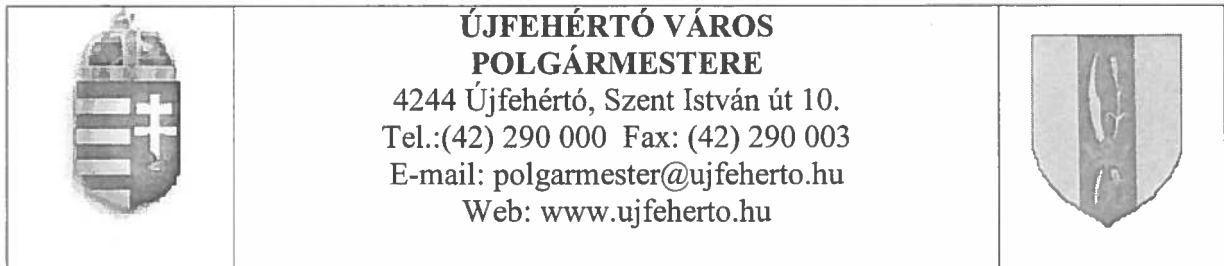 ÚJFEHÉRTÓ VÁROS
POLGÁRMESTERE
4244 Újfehértó, Szent István út 10.
Tel.:(42) 290 000 Fax: (42) 290 003
E-mail: polgarmester@ujfeherto.hu
Web: www.ujfeherto.hu